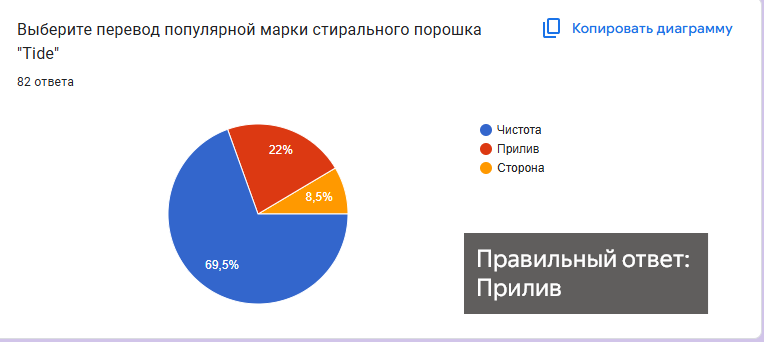 Выберите перевод популярной марки стирального порошка
"Tide"
Копировать диаграмму
82 ответа
22%
8,5%
69,5%
Чистота
Прилив
Сторона
Правильный ответ:
Прилив